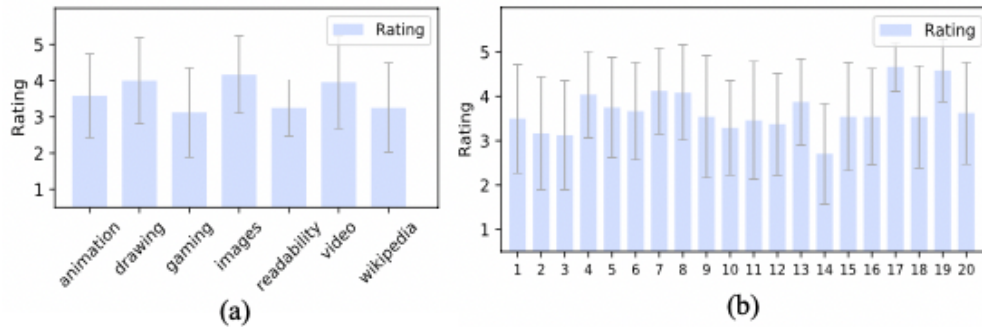 Rating
5
4
3
2
1
Rating
animation
drawing
gaming
images
readability
video
wikipedia
(a)
Rating
5
4
3
2
1
Rating
1 2 3 4 5 6 7 8 9 10 11 12 13 14 15 16 17 18 19 20
(b)